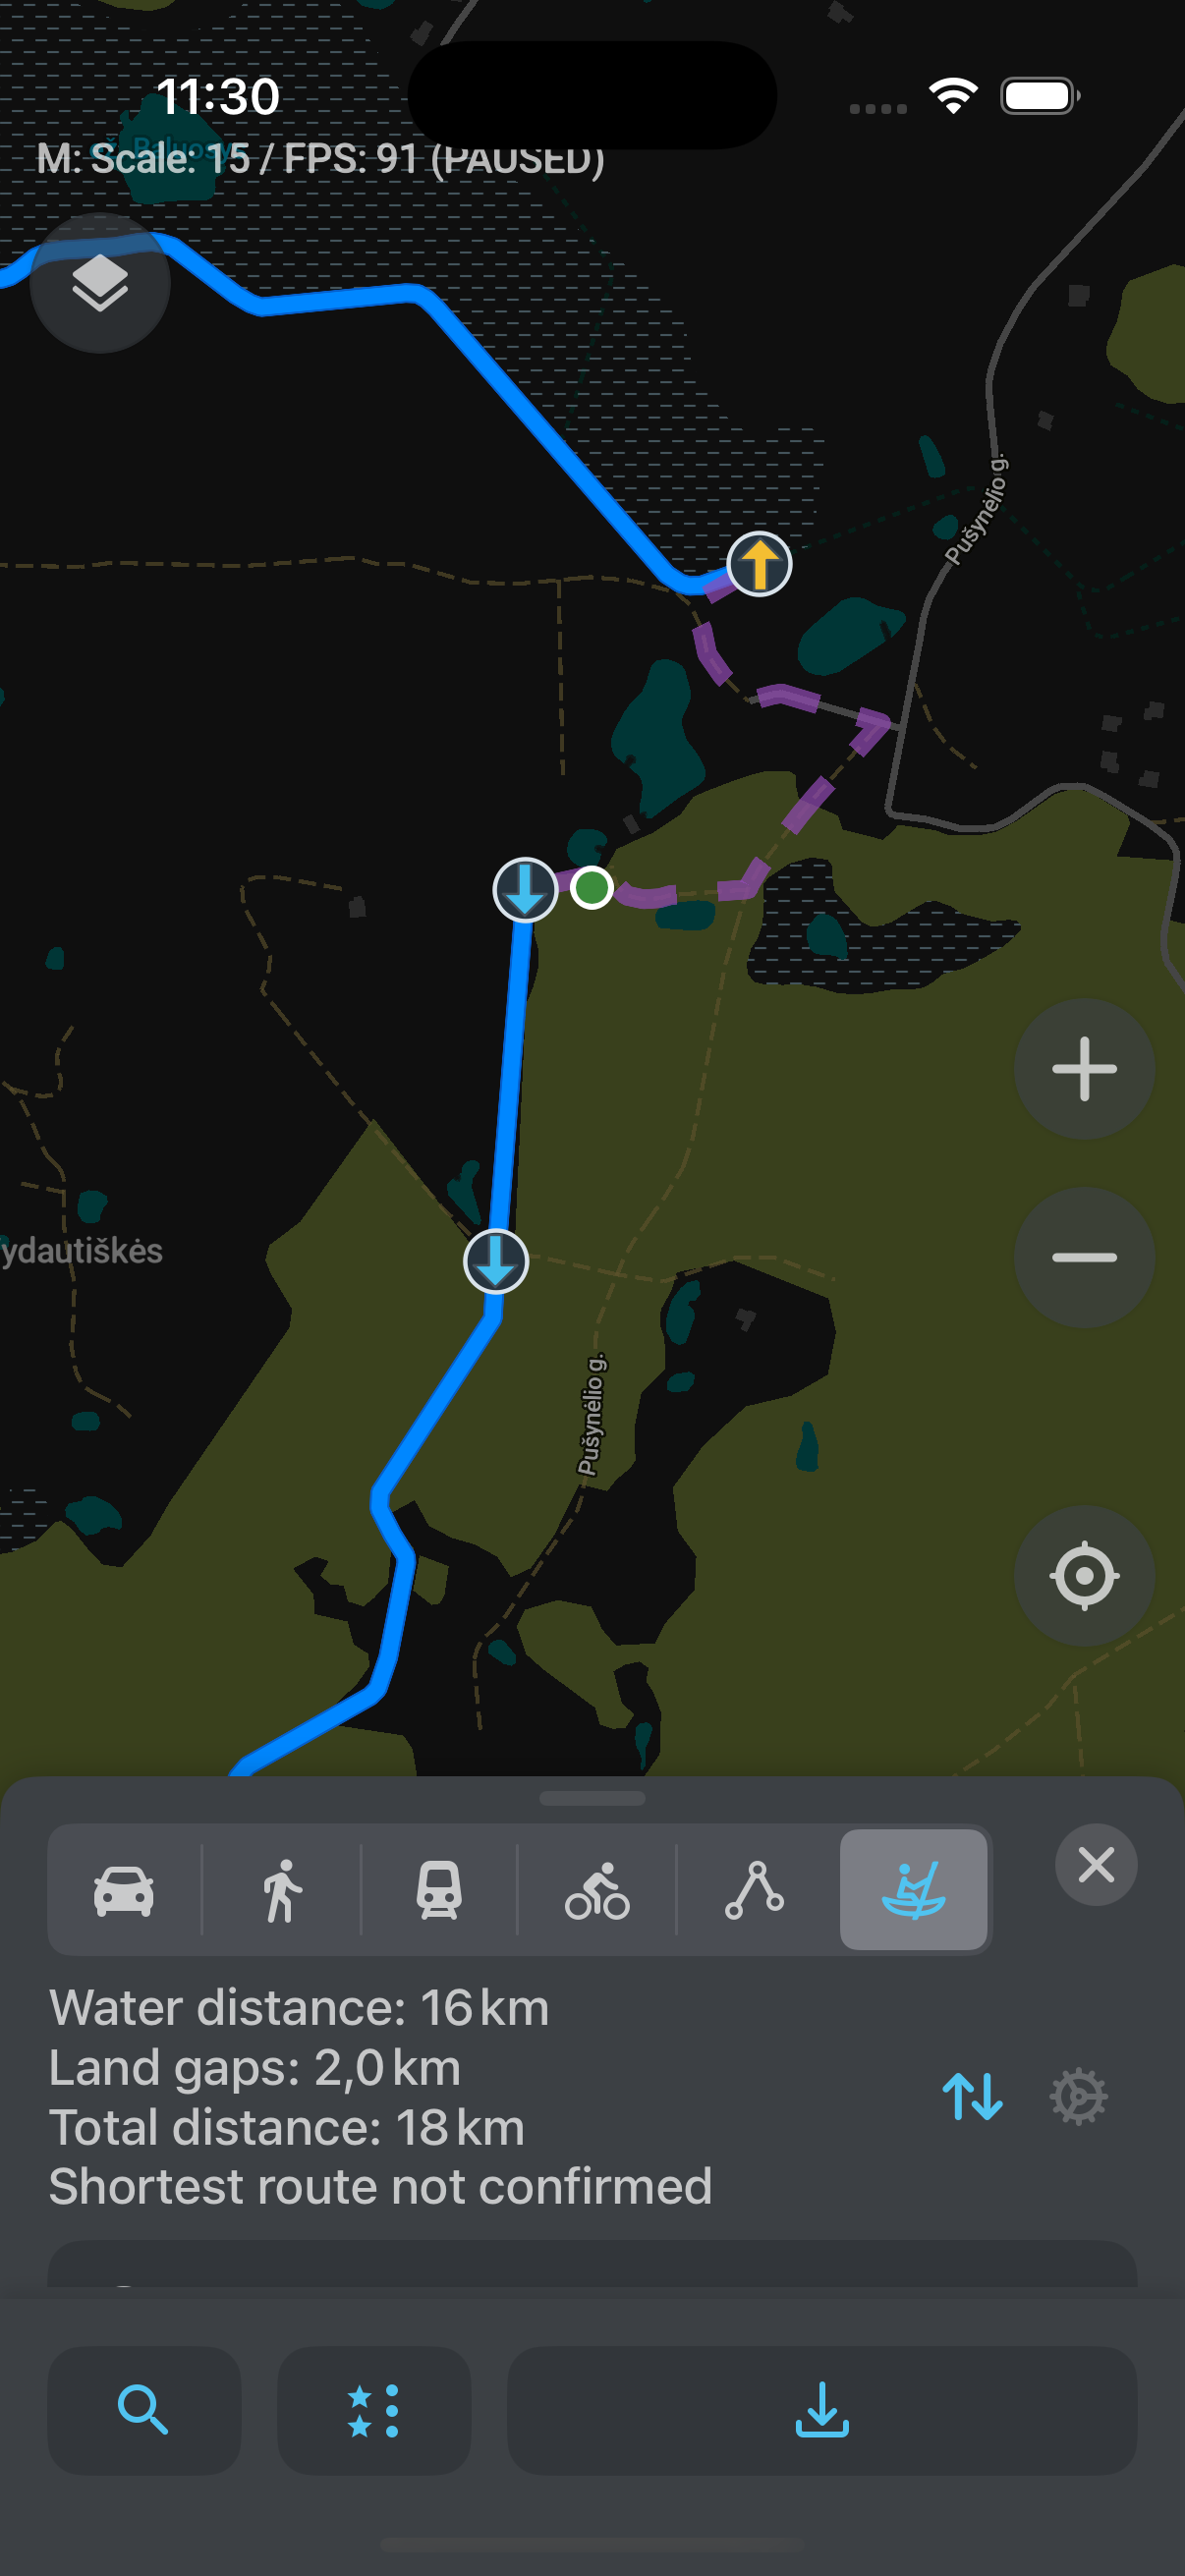 11:30
M: Scale: 15 / FPS: 91 (PAUSED)
Pušynėlio g.
ydautiškės
Pušynėlio g.
Water distance: 16 km
Land gaps: 2,0 km
Total distance: 18 km
Shortest route not confirmed